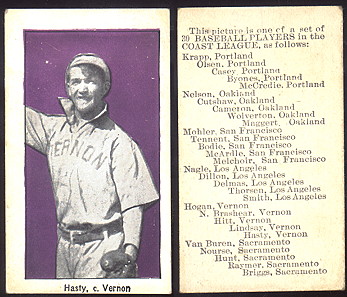 VERNON
Hasty, c. Vernon
This picture is one of a set of
30 BASEBALL PLAYERS in the
COAST LEAGUE, as follows:
Krapp, Portland
Olsen, Portland
Casey, Portland
Byones, Portland
McCredie, Portland
Nelson, Oakland
Cutshaw, Oakland
Cameron, Oakland
Wolverton, Oakland
Maggert, Oakland
Mohler, San Francisco
Tennent, San Francisco
Bodie, San Francisco
McArdle, San Francisco
Melchoir, San Francisco
Nagle, Los Angeles
Dillon, Los Angeles
Delmas, Los Angeles
Thorsen, Los Angeles
Smith, Los Angeles
Hogan, Vernon
N. Brashear, Vernon
Hitt, Vernon
Lindsay, Vernon
Hasty, Vernon
Van Buren, Sacramento
Nourse, Sacramento
Hunt, Sacramento
Raymer, Sacramento
Briggs, Sacramento